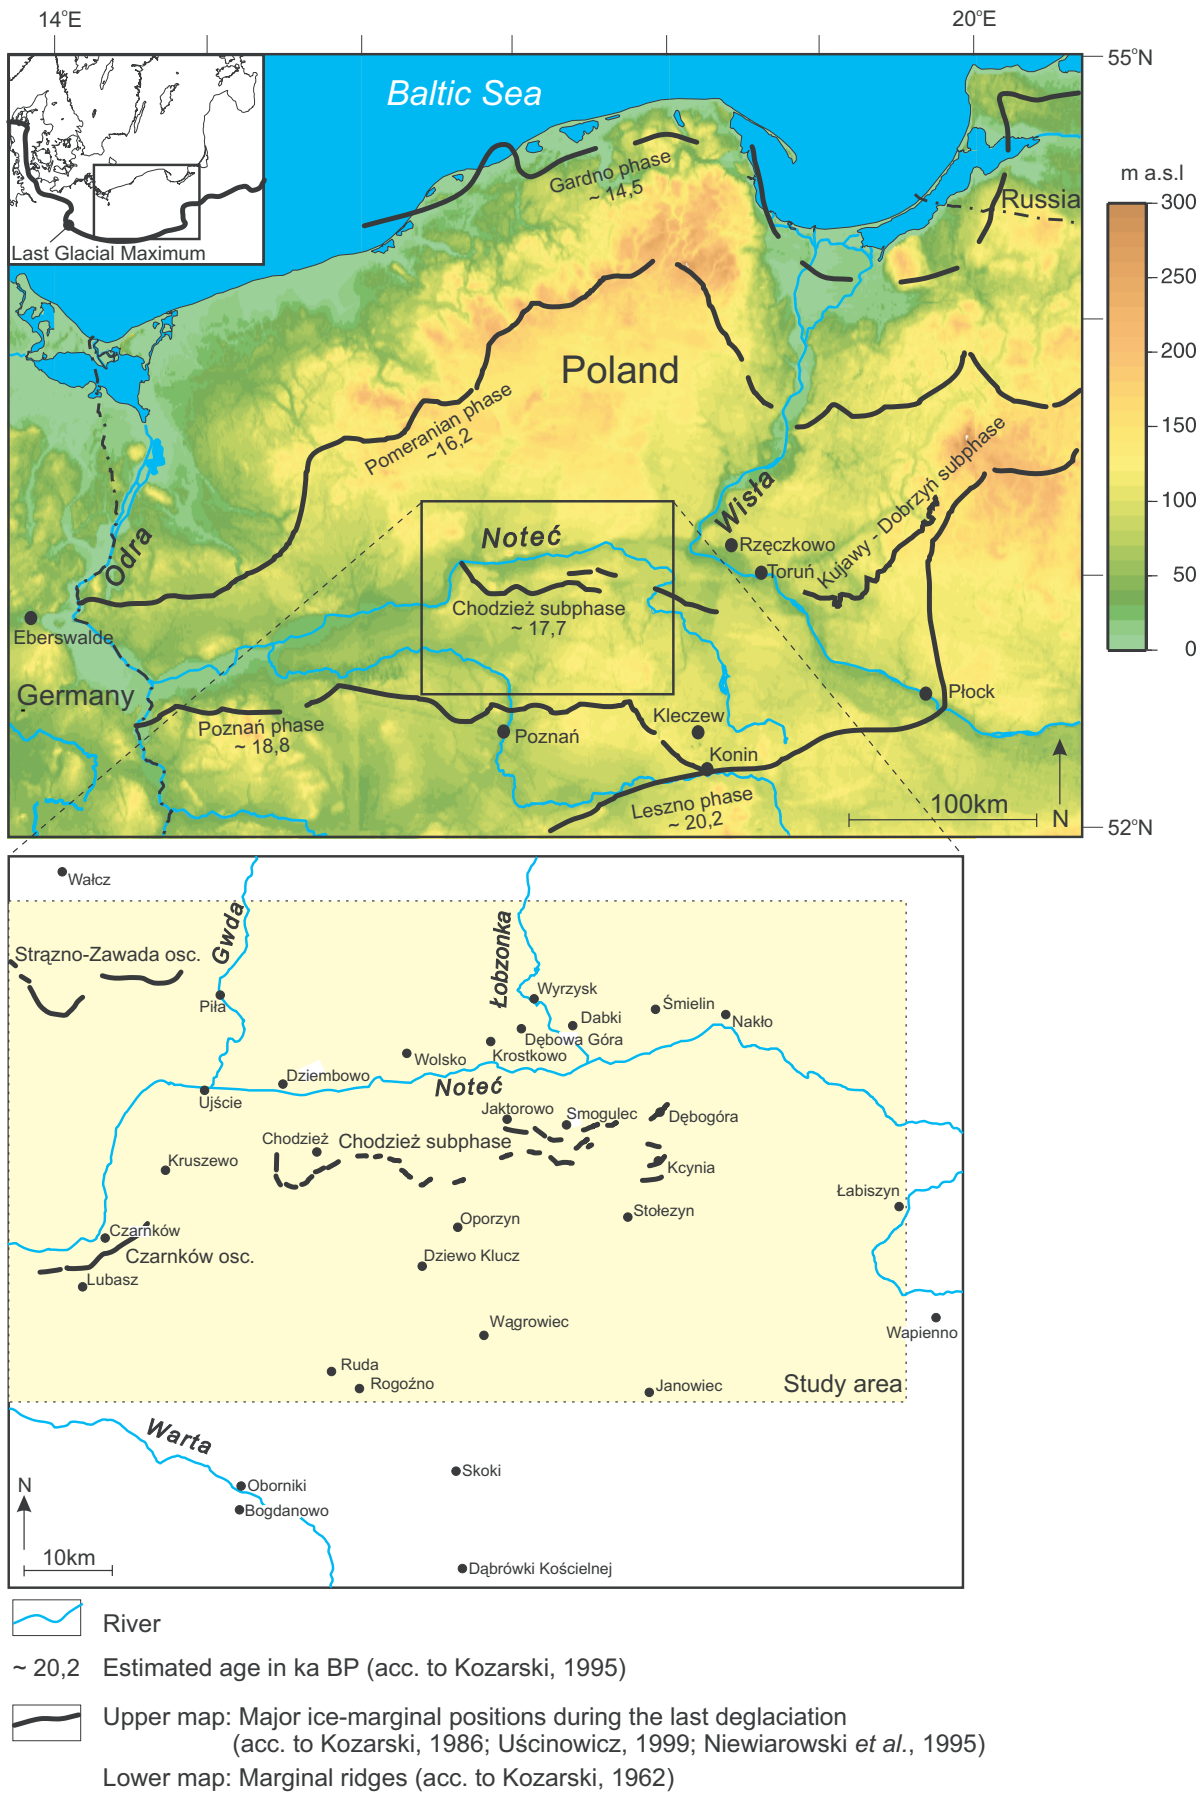 14°E
20°E
55°N
Baltic Sea
Last Glacial Maximum
Gardno phase
~ 14,5
Russia
m a.s.l
300
250
200
150
100
50
0
Poland
Pomeranian phase
~16,2
Kujawy - Dobrzyń subphase
Wisła
Odra
Noteć
Rzęczkowo
Toruń
Chodzież subphase
~ 17,7
Eberswalde
Germany
Poznań phase
~ 18,8
Płock
Kleczew
Poznań
Konin
Leszno phase
~ 20,2
100km
N
52°N
Wałcz
Gwda
Łobzonka
Strązno-Zawada osc.
Piła
Wyrzysk
Śmielin
Dabki
Nakło
Dębowa Góra
Wolsko
Krostkowo
Dziembowo
Noteć
Ujście
Jaktorowo
Smogulec
Dębogóra
Chodzież
Chodzież subphase
Kruszewo
Kcynia
Łabiszyn
Stołezyn
Oporzyn
Czarnków
Czarnków osc.
Dziewo Klucz
Lubasz
Wągrowiec
Wapienno
Ruda
Rogoźno
Janowiec
Study area
Warta
Skoki
N
Oborniki
Bogdanowo
10km
Dąbrówki Kościelnej
River
~ 20,2 Estimated age in ka BP (acc. to Kozarski, 1995)
Upper map: Major ice-marginal positions during the last deglaciation
(acc. to Kozarski, 1986; Uścinowicz, 1999; Niewiarowski et al., 1995)
Lower map: Marginal ridges (acc. to Kozarski, 1962)